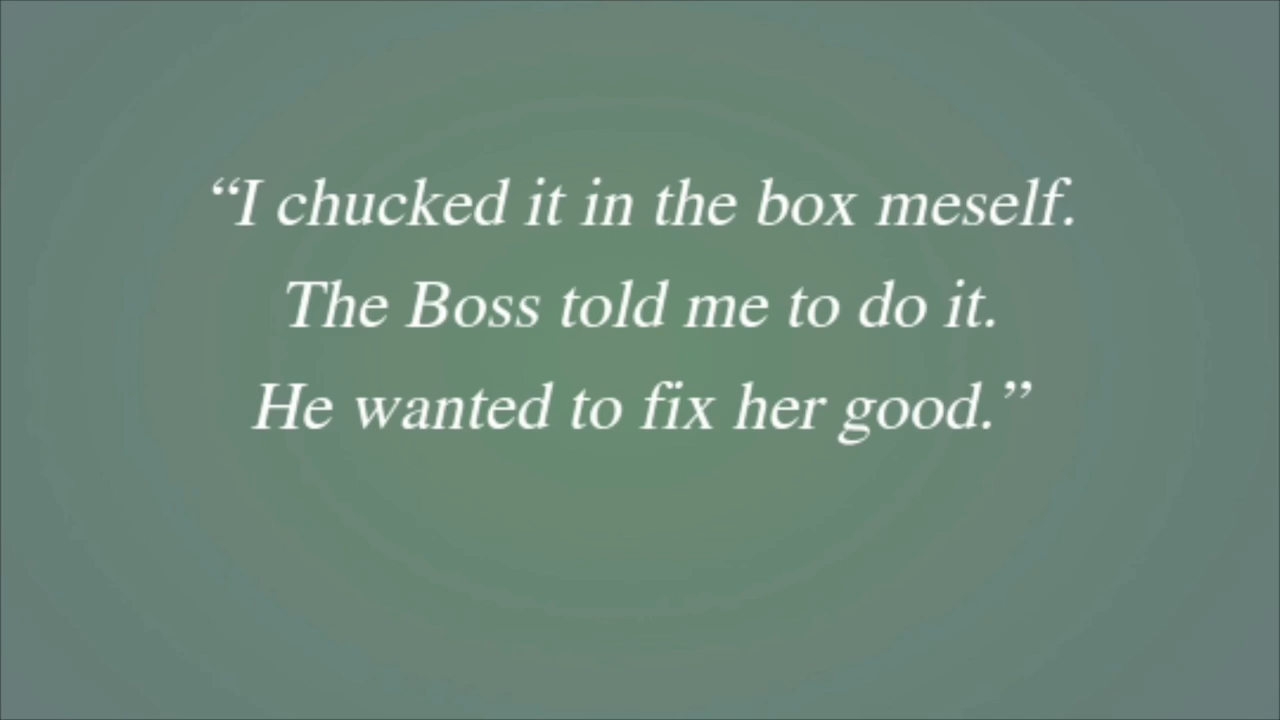 “I chucked it in the box meself.
The Boss told me to do it.
He wanted to fix her good.”